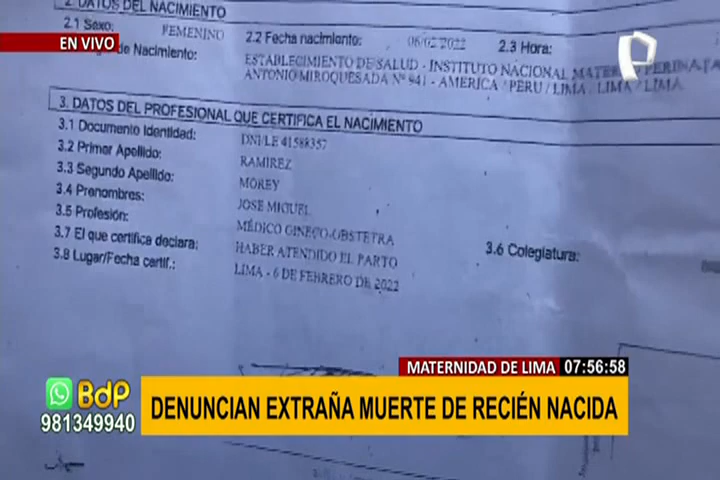 2. DATOS DEL NACIMIENTO
2.1 Sexo: FEMENINO 2.2 Fecha nacimiento: 06/02/2022 2.3 Hora:
EN VIVO
de Nacimiento: ESTABLECIMIENTO DE SALUD - INSTITUTO NACIONAL MATERNO PERINATAL
ANTONIO MIROQUESADA Nº 941 - AMERICA / PERU / LIMA / LIMA / LIMA
3. DATOS DEL PROFESIONAL QUE CERTIFICA EL NACIMIENTO
3.1 Documento Identidad: DNI/LE 41588357
3.2 Primer Apellido: RAMIREZ
3.3 Segundo Apellido: MOREY
3.4 Prenombres: JOSE MIGUEL
3.5 Profesión: MÉDICO GINECO-OBSTETRA 3.6 Colegiatura:
3.7 El que certifica declara: HABER ATENDIDO EL PARTO
3.8 Lugar/Fecha certif.: LIMA - 6 DE FEBRERO DE 2022
MATERNIDAD DE LIMA 07:56:58
BdP
981349940
DENUNCIAN EXTRAÑA MUERTE DE RECIÉN NACIDA